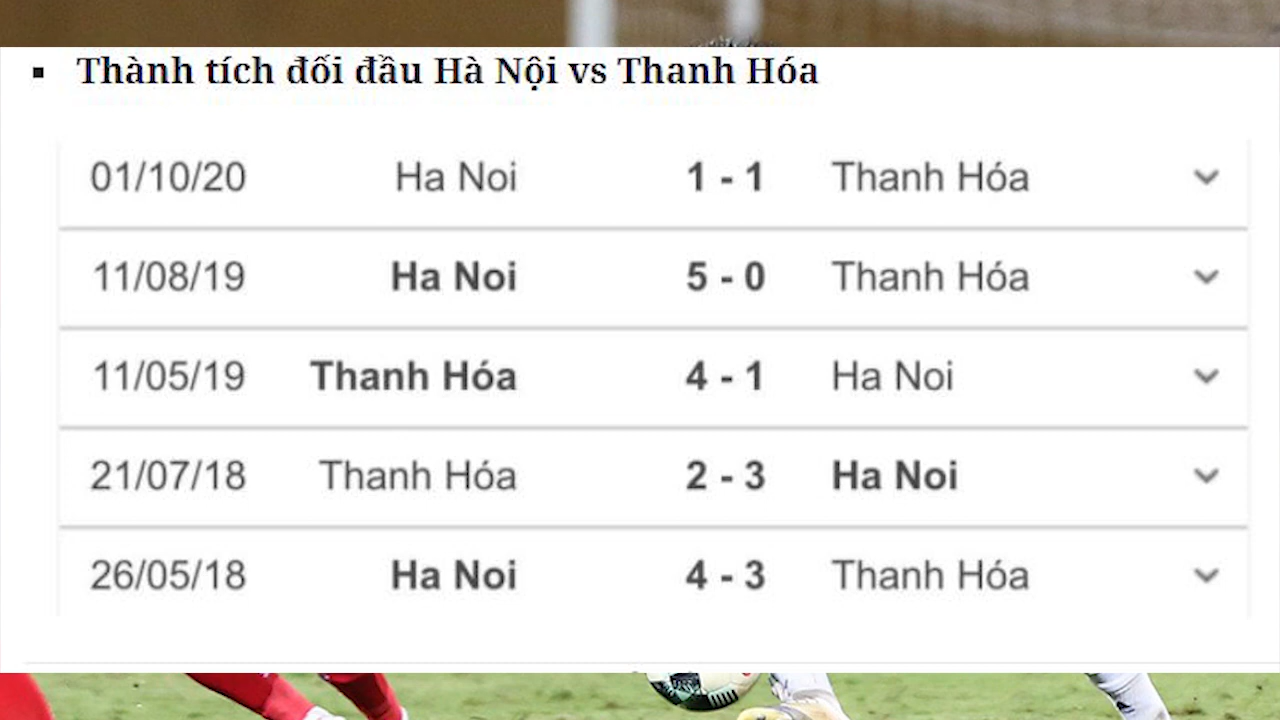 Thành tích đối đầu Hà Nội vs Thanh Hóa
01/10/20 Ha Noi 1 - 1 Thanh Hóa
11/08/19 Ha Noi 5 - 0 Thanh Hóa
11/05/19 Thanh Hóa 4 - 1 Ha Noi
21/07/18 Thanh Hóa 2 - 3 Ha Noi
26/05/18 Ha Noi 4 - 3 Thanh Hóa